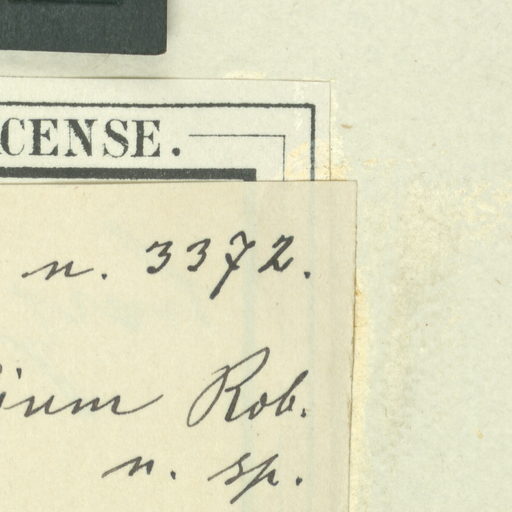 CENSE.
n. 3372.
ium Rob.
n. sp.